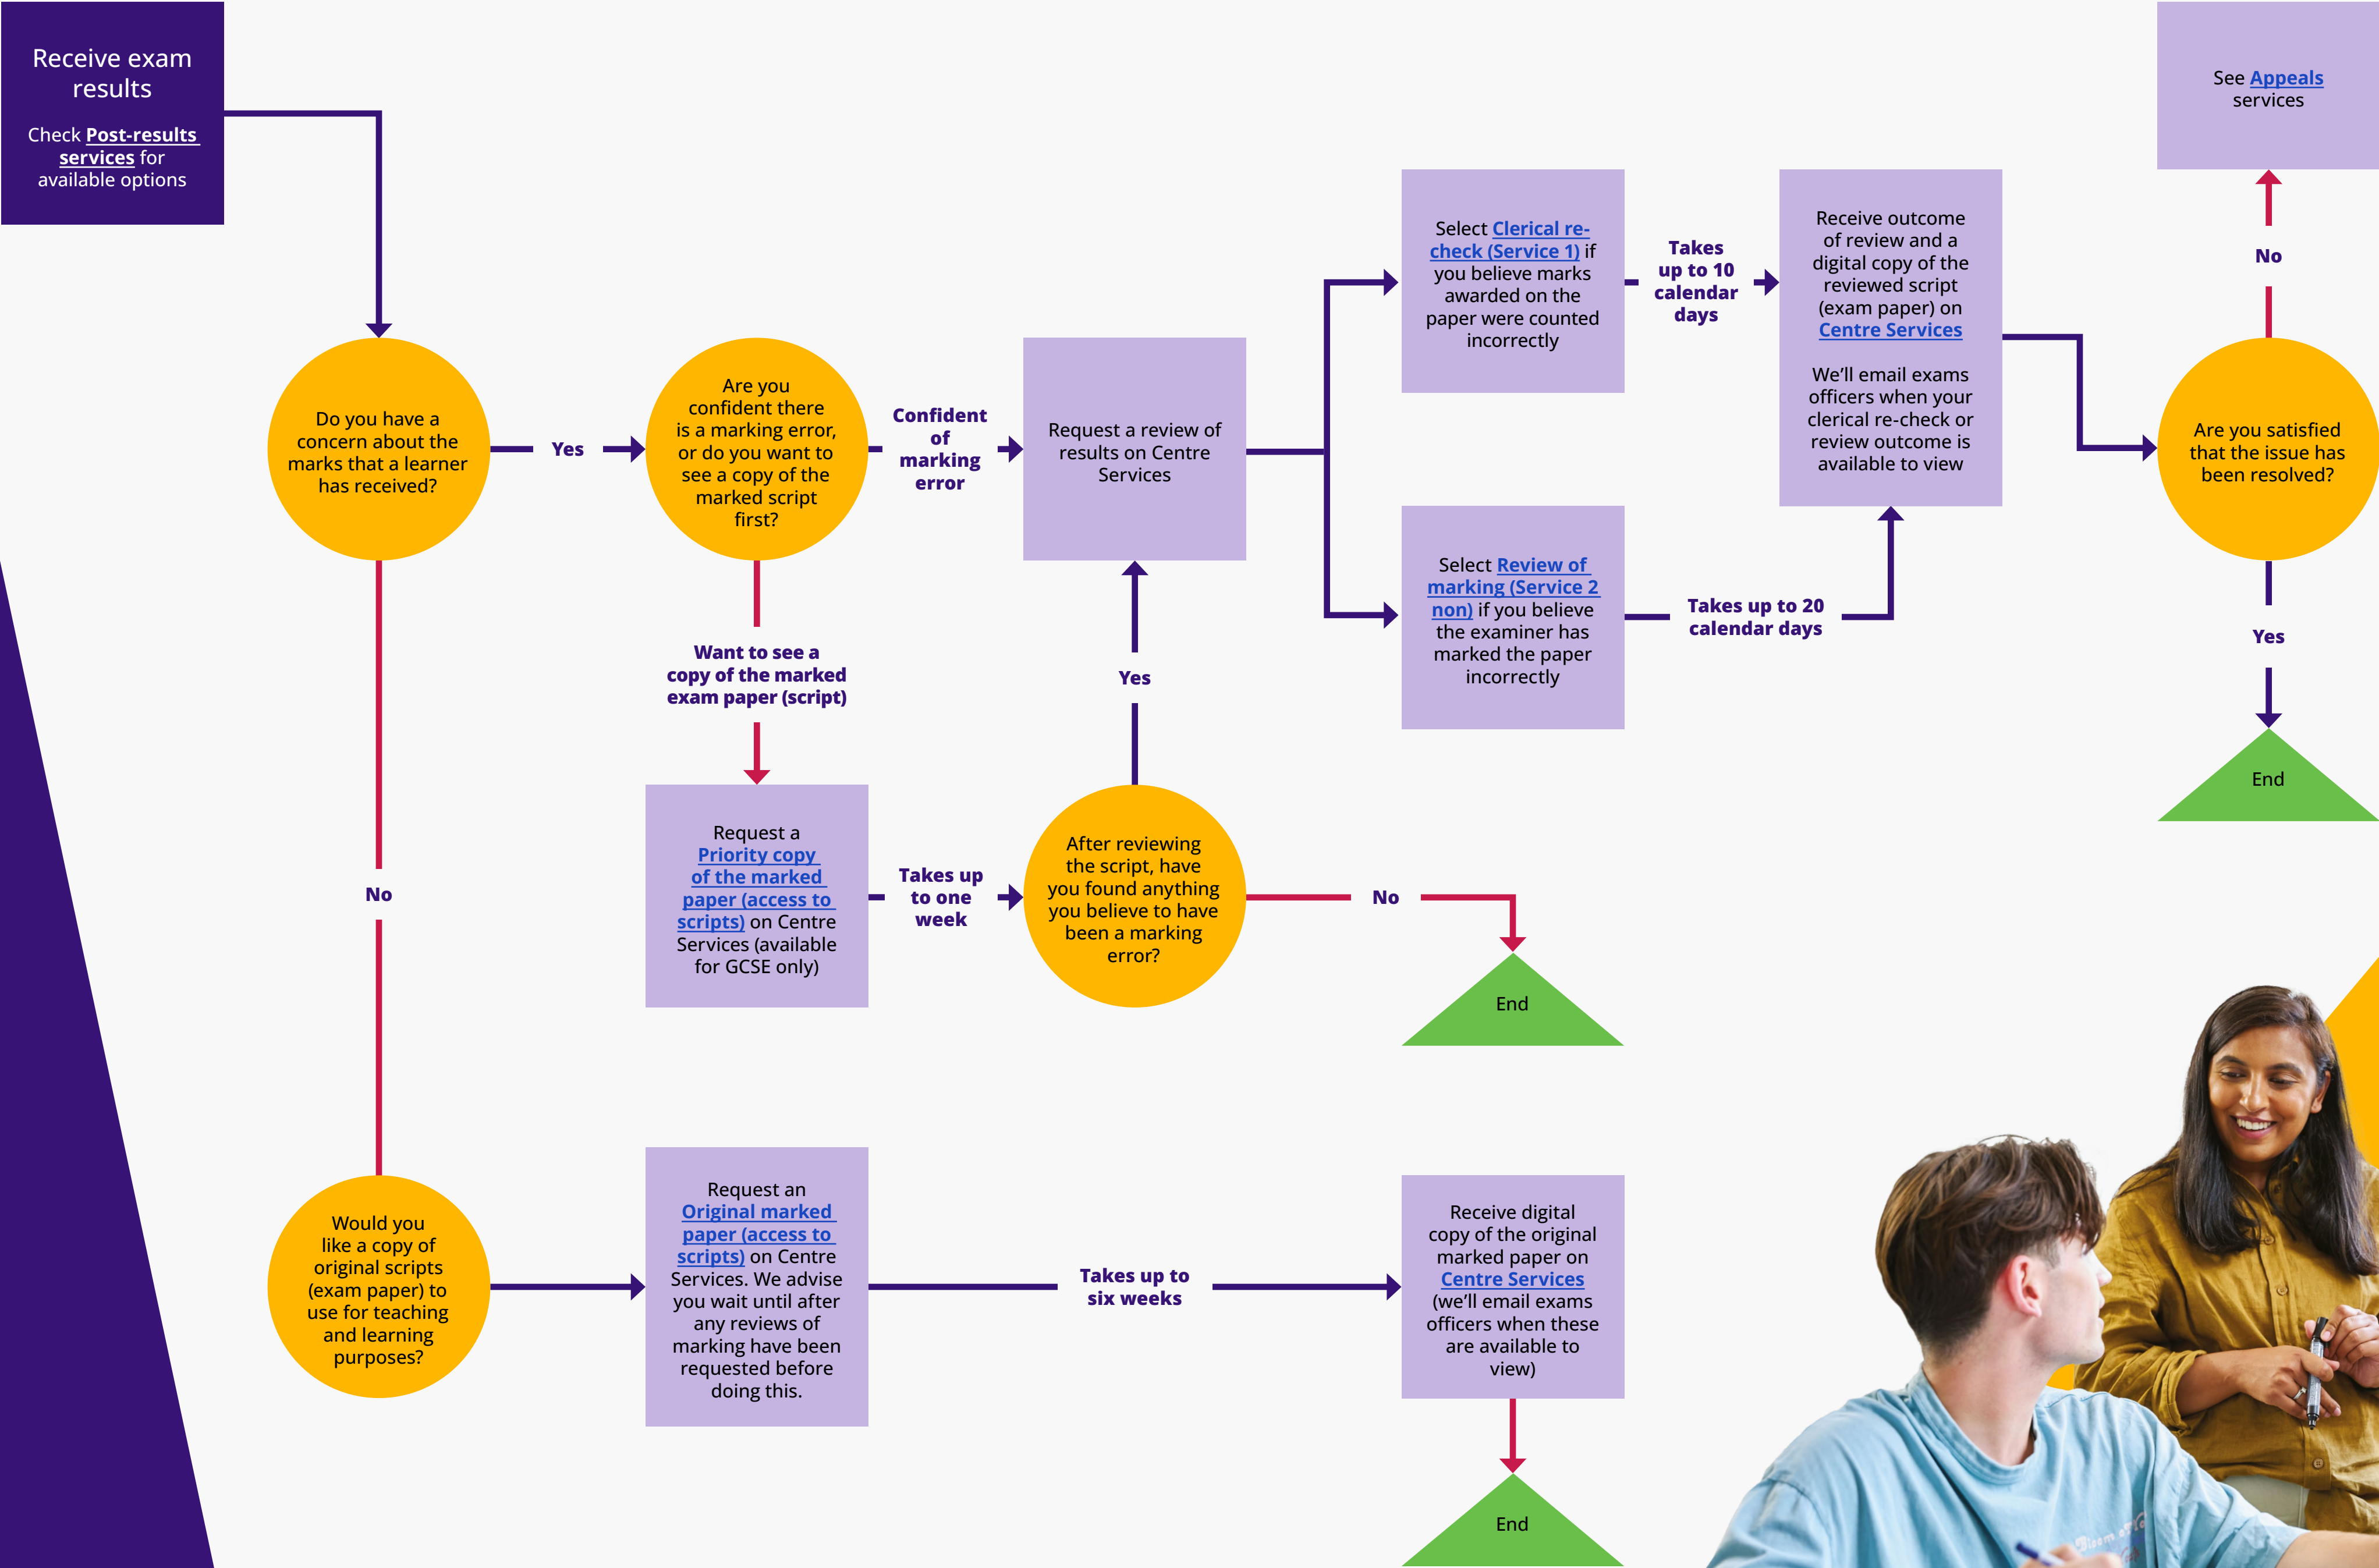 Receive exam
results
Check Post-results
services for
available options
Do you have a
concern about the
marks that a learner
has received?
Yes
Are you
confident there
is a marking error,
or do you want to
see a copy of the
marked script
first?
Confident
of
marking
error
Request a review of
results on Centre
Services
Select Clerical re-
check (Service 1) if
you believe marks
awarded on the
paper were counted
incorrectly
Takes
up to 10
calendar
days
Receive outcome
of review and a
digital copy of the
reviewed script
(exam paper) on
Centre Services
We'll email exams
officers when your
clerical re-check or
review outcome is
available to view
Select Review of
marking (Service 2
non) if you believe
the examiner has
marked the paper
incorrectly
Takes up to 20
calendar days
Are you satisfied
that the issue has
been resolved?
No
See Appeals
services
Yes
End
Want to see a
copy of the marked
exam paper (script)
Request a
Priority copy
of the marked
paper (access to
scripts) on Centre
Services (available
for GCSE only)
Takes up
to one
week
After reviewing
the script, have
you found anything
you believe to have
been a marking
error?
Yes
No
End
No
Would you
like a copy of
original scripts
(exam paper) to
use for teaching
and learning
purposes?
Request an
Original marked
paper (access to
scripts) on Centre
Services. We advise
you wait until after
any reviews of
marking have been
requested before
doing this.
Takes up to
six weeks
Receive digital
copy of the original
marked paper on
Centre Services
(we'll email exams
officers when these
are available to
view)
End